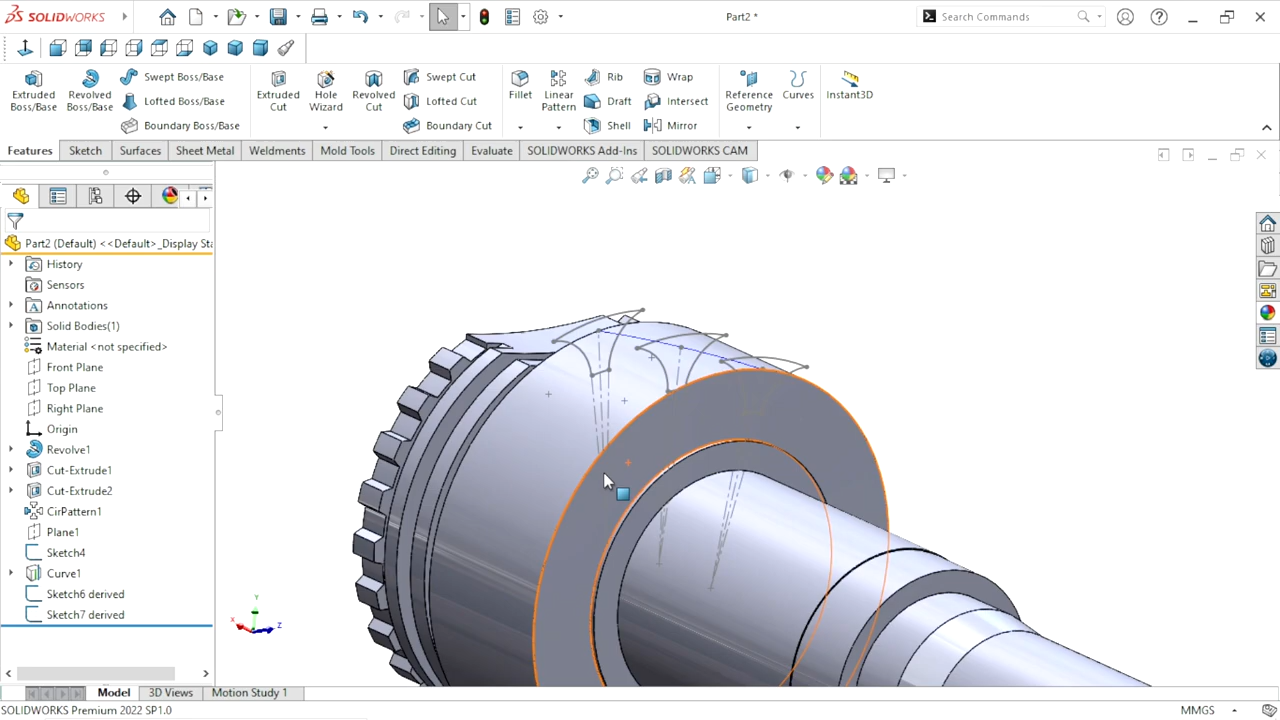 SOLIDWORKS
Part2 *
Search Commands
Extruded Boss/Base
Revolved Boss/Base
Swept Boss/Base
Lofted Boss/Base
Boundary Boss/Base
Extruded Cut
Hole Wizard
Revolved Cut
Swept Cut
Lofted Cut
Boundary Cut
Fillet
Linear Pattern
Rib
Draft
Shell
Wrap
Intersect
Mirror
Reference Geometry
Curves
Instant3D
Features
Sketch
Surfaces
Sheet Metal
Weldments
Mold Tools
Direct Editing
Evaluate
SOLIDWORKS Add-Ins
SOLIDWORKS CAM
Part2 (Default) <<Default>_Display Sta
History
Sensors
Annotations
Solid Bodies(1)
Material <not specified>
Front Plane
Top Plane
Right Plane
Origin
Revolve1
Cut-Extrude1
Cut-Extrude2
CirPattern1
Plane1
Sketch4
Curve1
Sketch6 derived
Sketch7 derived
Y
X
Z
Model
3D Views
Motion Study 1
SOLIDWORKS Premium 2022 SP1.0
MMGS